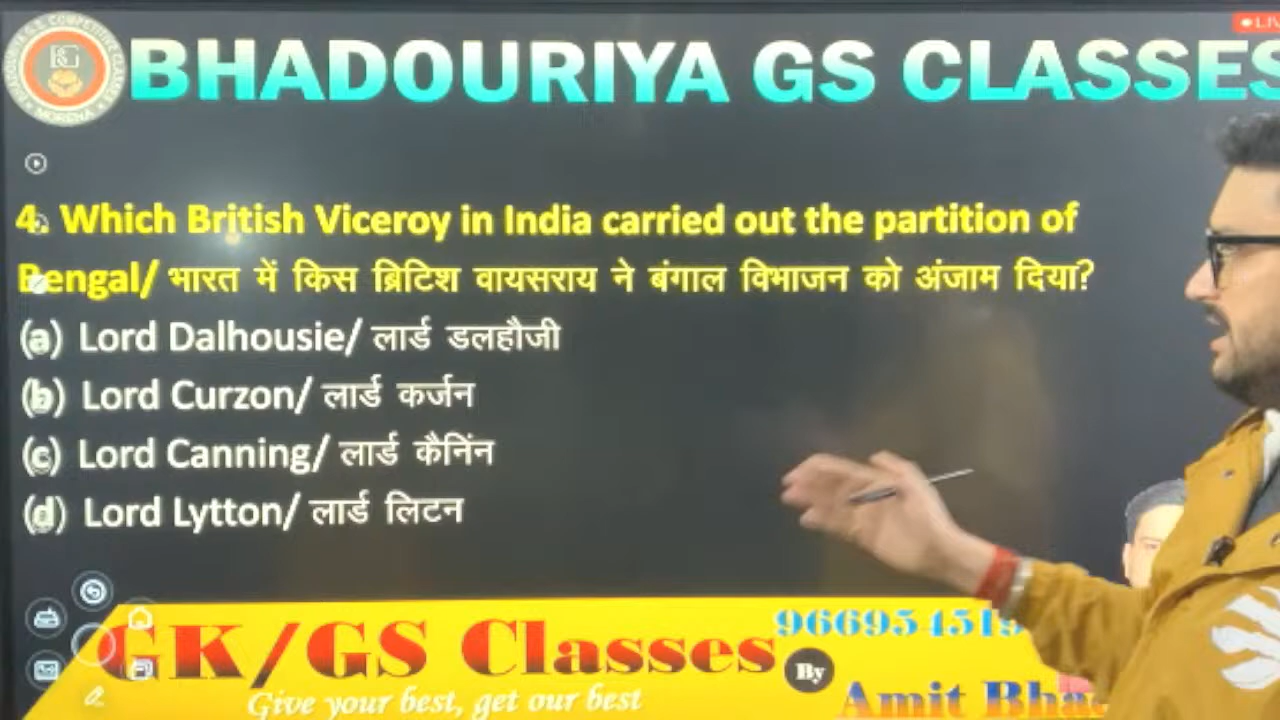 BHADOURIYA GS CLASSES
4. Which British Viceroy in India carried out the partition of
Bengal/ भारत में किस ब्रिटिश वायसराय ने बंगाल विभाजन को अंजाम दिया?
(a) Lord Dalhousie/ लार्ड डलहौजी
(b) Lord Curzon/ लार्ड कर्जन
(c) Lord Canning/ लार्ड कैनिंन
(d) Lord Lytton/ लार्ड लिटन
GK/GS Classes
Give your best, get our best
By
Amit
MORENA